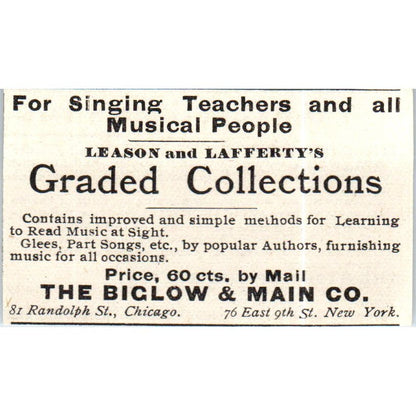 For Singing Teachers and all
Musical People
LEASON and LAFFERTY'S
Graded Collections
Contains improved and simple methods for Learning
to Read Music at Sight.
Glees, Part Songs, etc., by popular Authors, furnishing
music for all occasions.
Price, 60 cts. by Mail
THE BIGLOW & MAIN CO.
81 Randolph St., Chicago. 76 East 9th St. New York.